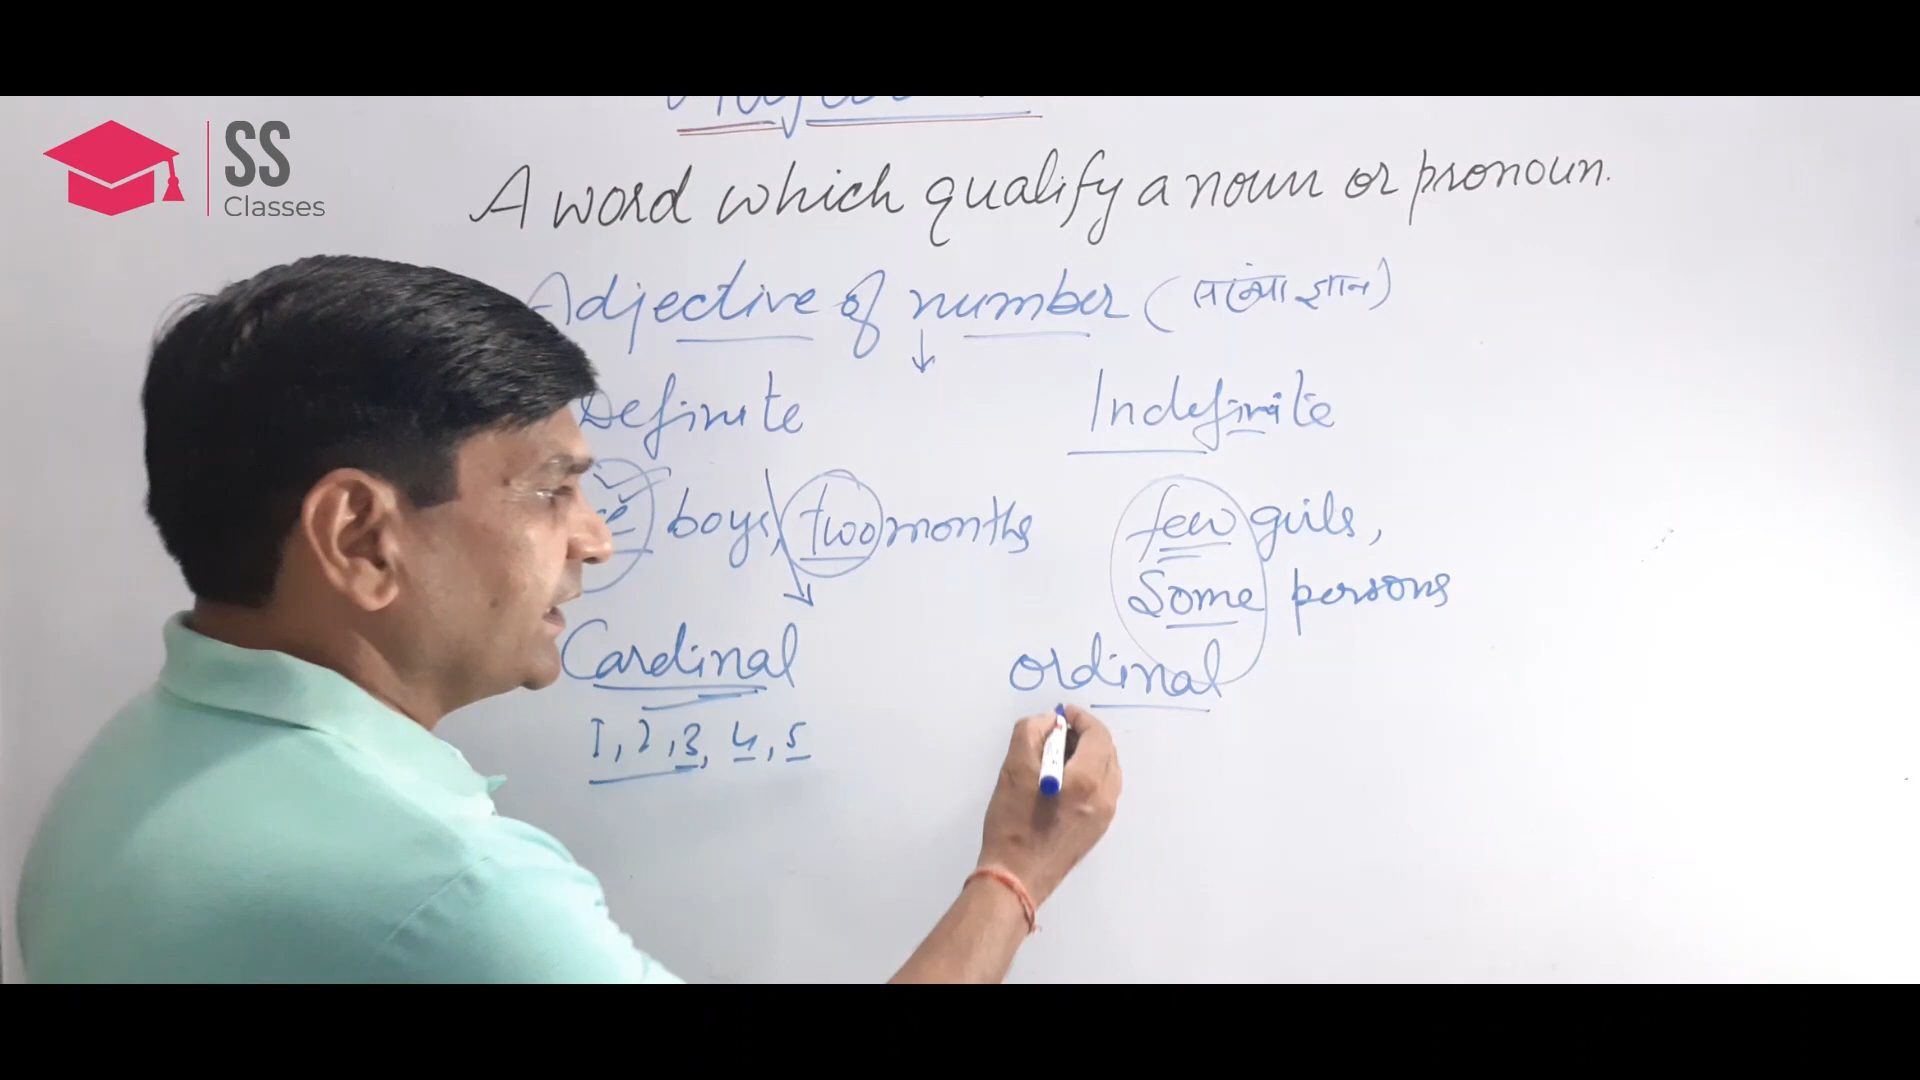 SS
Classes
A word which qualify a noun or pronoun.
Adjective of number (संख्या ज्ञान)
Definite Indefinite
boys, two months few girls,
Some persons
Cardinal ordinal
1, 2, 3, 4, 5